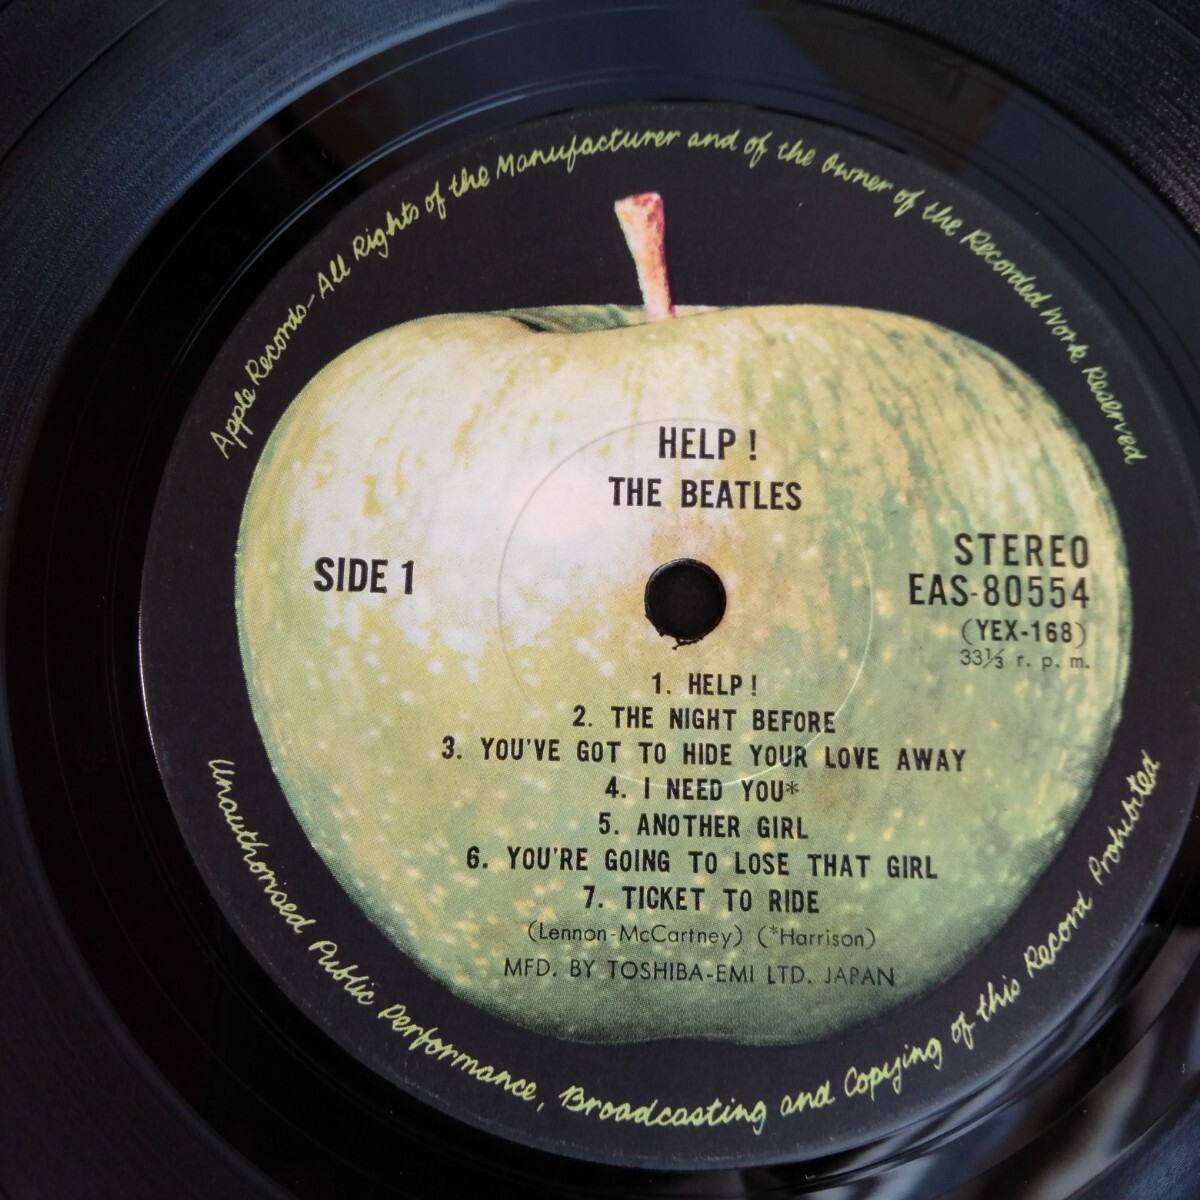 Apple Records - All Rights of the Manufacturer and of the Owner of the Recorded Work Reserved
HELP!
THE BEATLES
SIDE 1
STEREO
EAS-80554
(YEX-168)
33⅓ r. p. m.
1. HELP!
2. THE NIGHT BEFORE
3. YOU'VE GOT TO HIDE YOUR LOVE AWAY
4. I NEED YOU*
5. ANOTHER GIRL
6. YOU'RE GOING TO LOSE THAT GIRL
7. TICKET TO RIDE
(Lennon-McCartney) (*Harrison)
MFD. BY TOSHIBA-EMI LTD. JAPAN
Unauthorised Public Performance, Broadcasting and Copying of this Record Prohibited